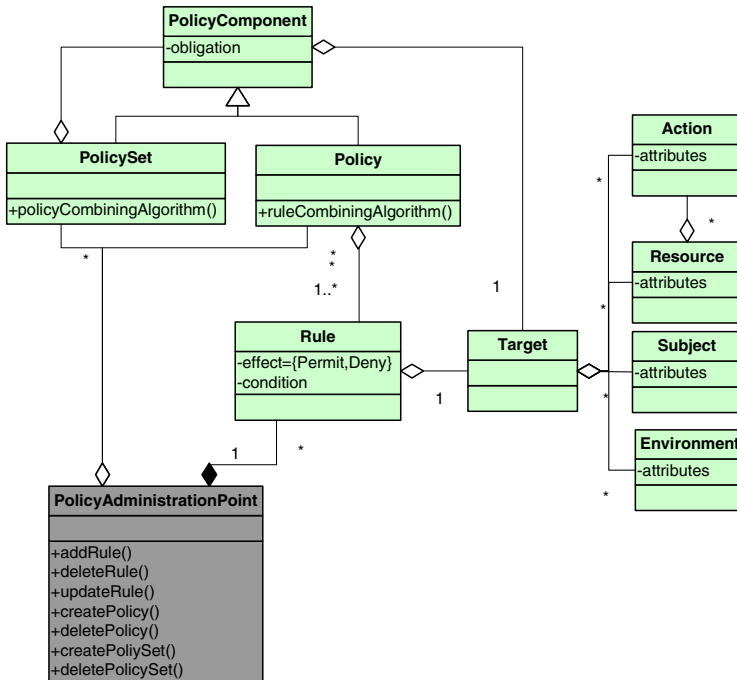 PolicyComponent
-obligation
PolicySet
+policyCombiningAlgorithm()
Policy
+ruleCombiningAlgorithm()
Action
-attributes
*
*
Resource
-attributes
*
*
*
1..*
1
*
Rule
-effect={Permit,Deny}
-condition
Target
Subject
-attributes
1
*
Environment
-attributes
1
*
*
PolicyAdministrationPoint
+addRule()
+deleteRule()
+updateRule()
+createPolicy()
+deletePolicy()
+createPoliySet()
+deletePolicySet()